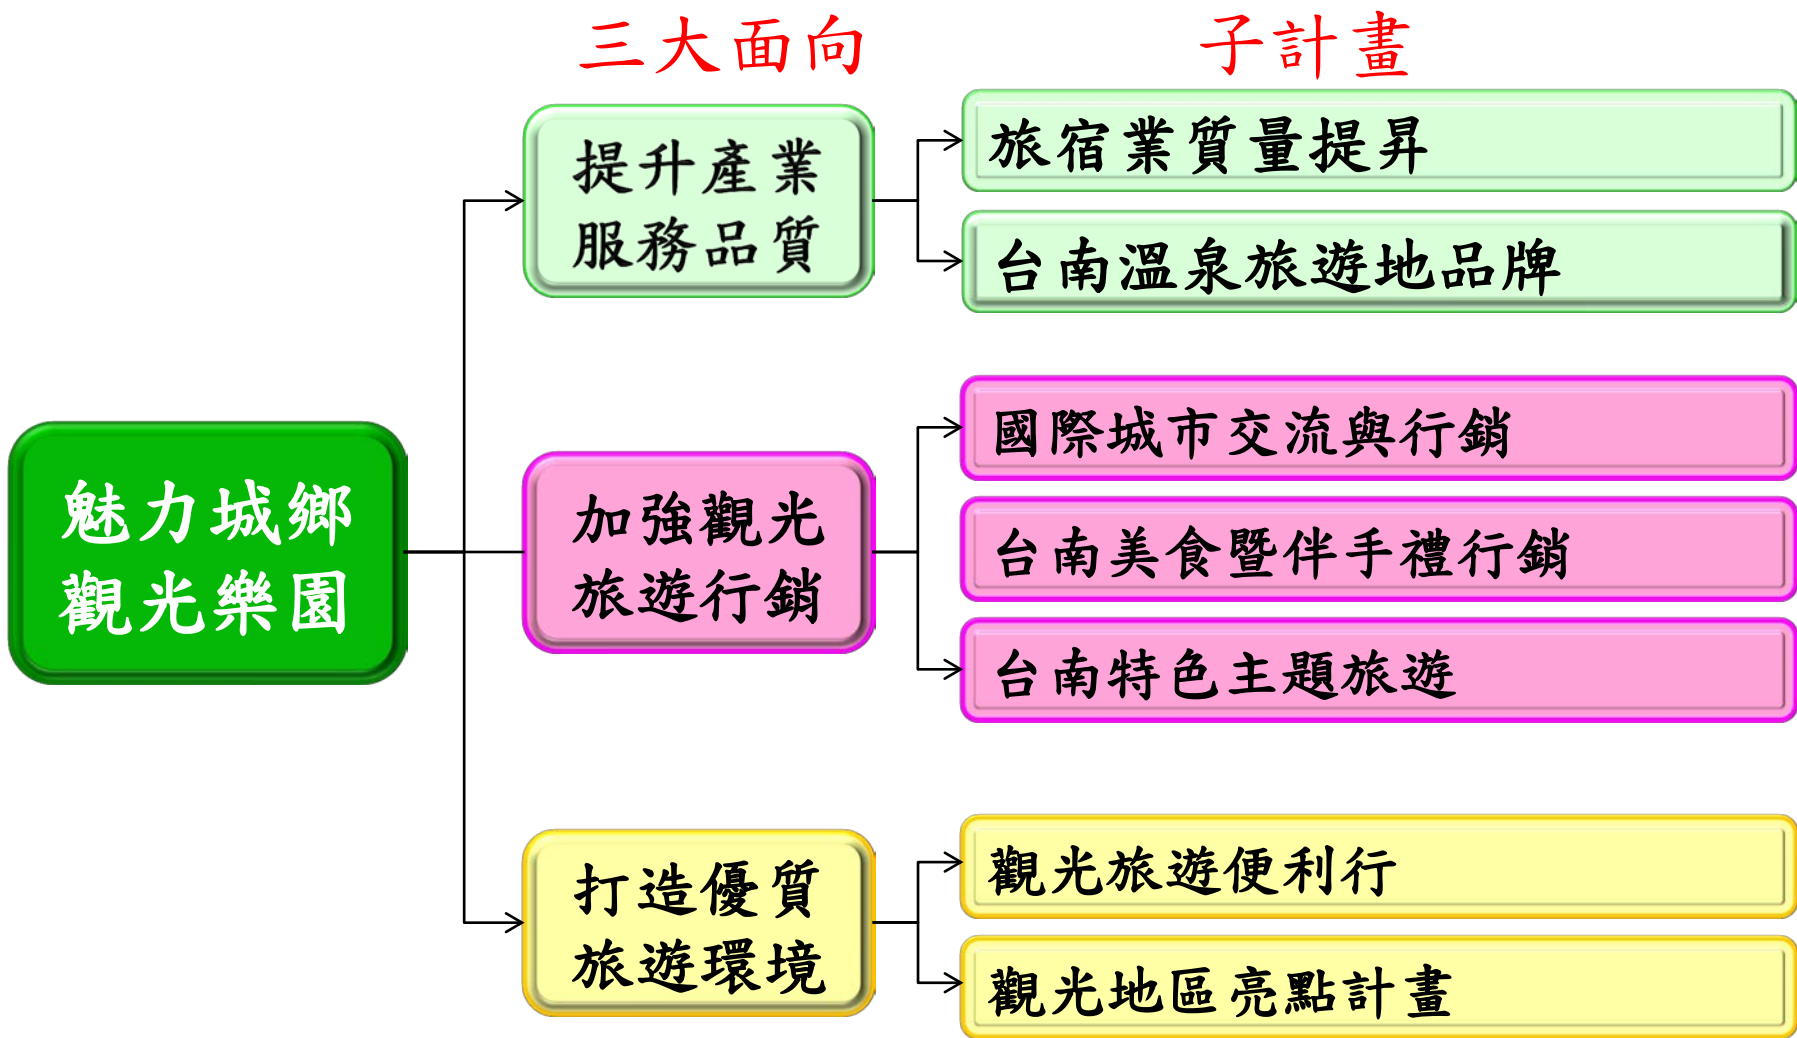 三大面向
子計畫
魅力城鄉
觀光樂園
提升產業
服務品質
旅宿業質量提昇
台南溫泉旅遊地品牌
加強觀光
旅遊行銷
國際城市交流與行銷
台南美食暨伴手禮行銷
台南特色主題旅遊
打造優質
旅遊環境
觀光旅遊便利行
觀光地區亮點計畫